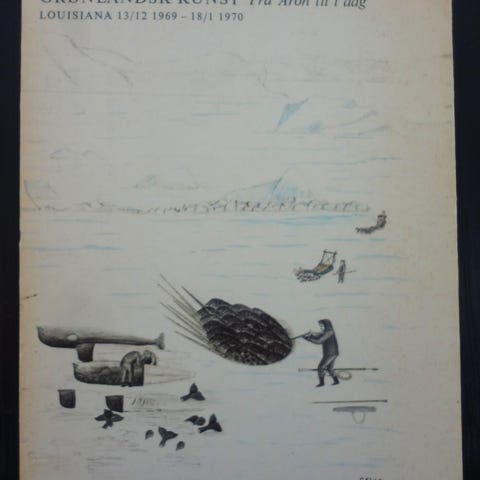 GRØNLANDSK KUNST Fra Aron til i dag
LOUISIANA 13/12 1969 – 18/1 1970